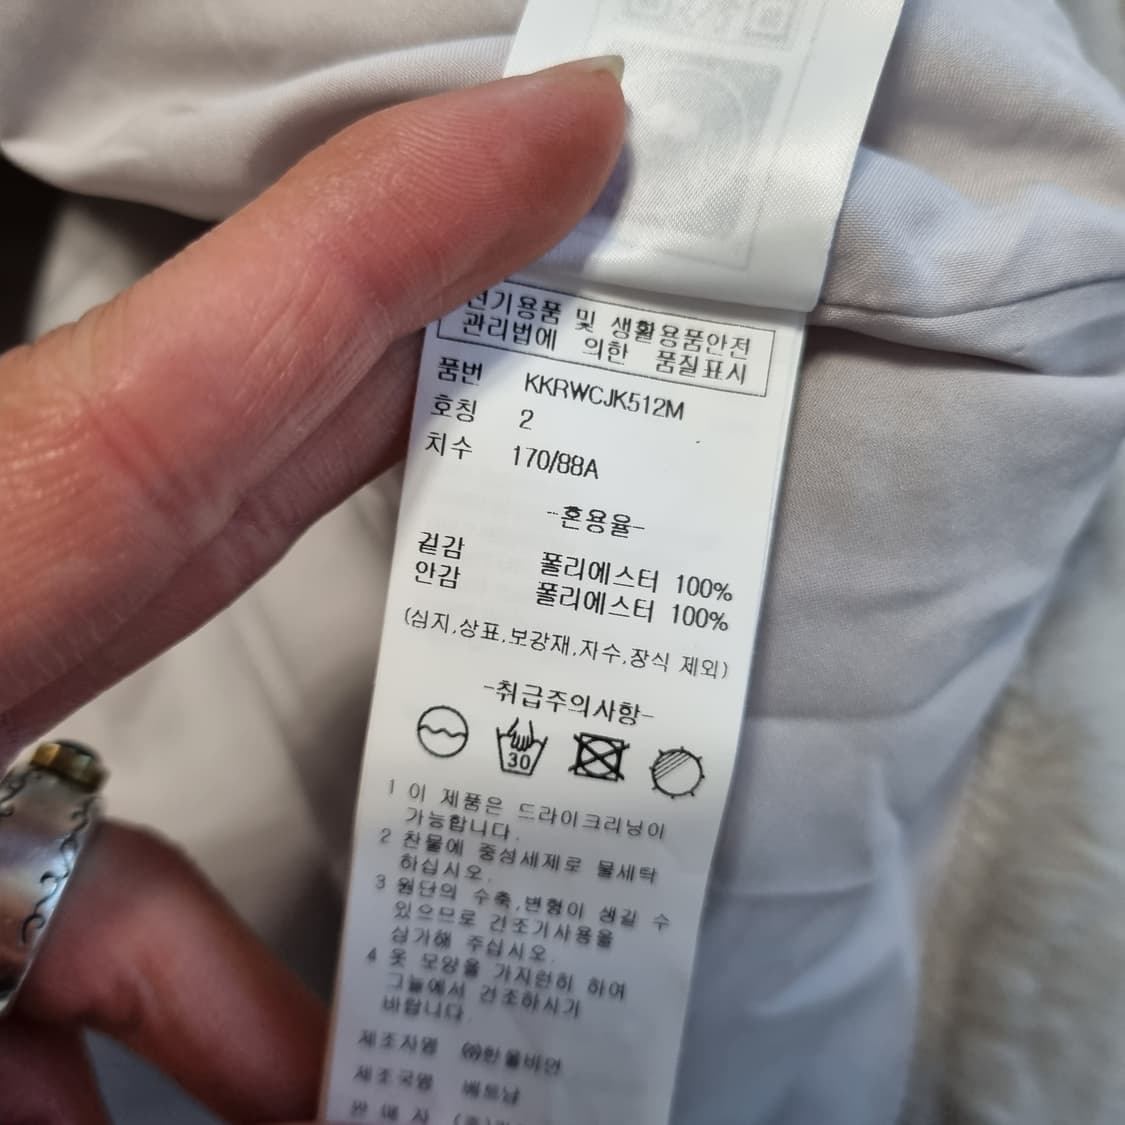 전기용품 및 생활용품안전
관리법에 의한 품질표시
품번 KKRWCJK512M
호칭 2
치수 170/88A
-혼용율-
겉감 폴리에스터 100%
안감 폴리에스터 100%
(심지,상표,보강재,자수,장식 제외)
-취급주의사항-
30
1 이 제품은 드라이크리닝이
가능합니다.
2 찬물에 중성세제로 물세탁
하십시오.
3 원단의 수축,변형이 생길 수
있으므로 건조기사용을
삼가해 주십시오.
4 옷 모양을 가지런히 하여
그늘에서 건조하시기
바랍니다.
제조자명 ㈜한울비언
제조국명 베트남
판 매 자